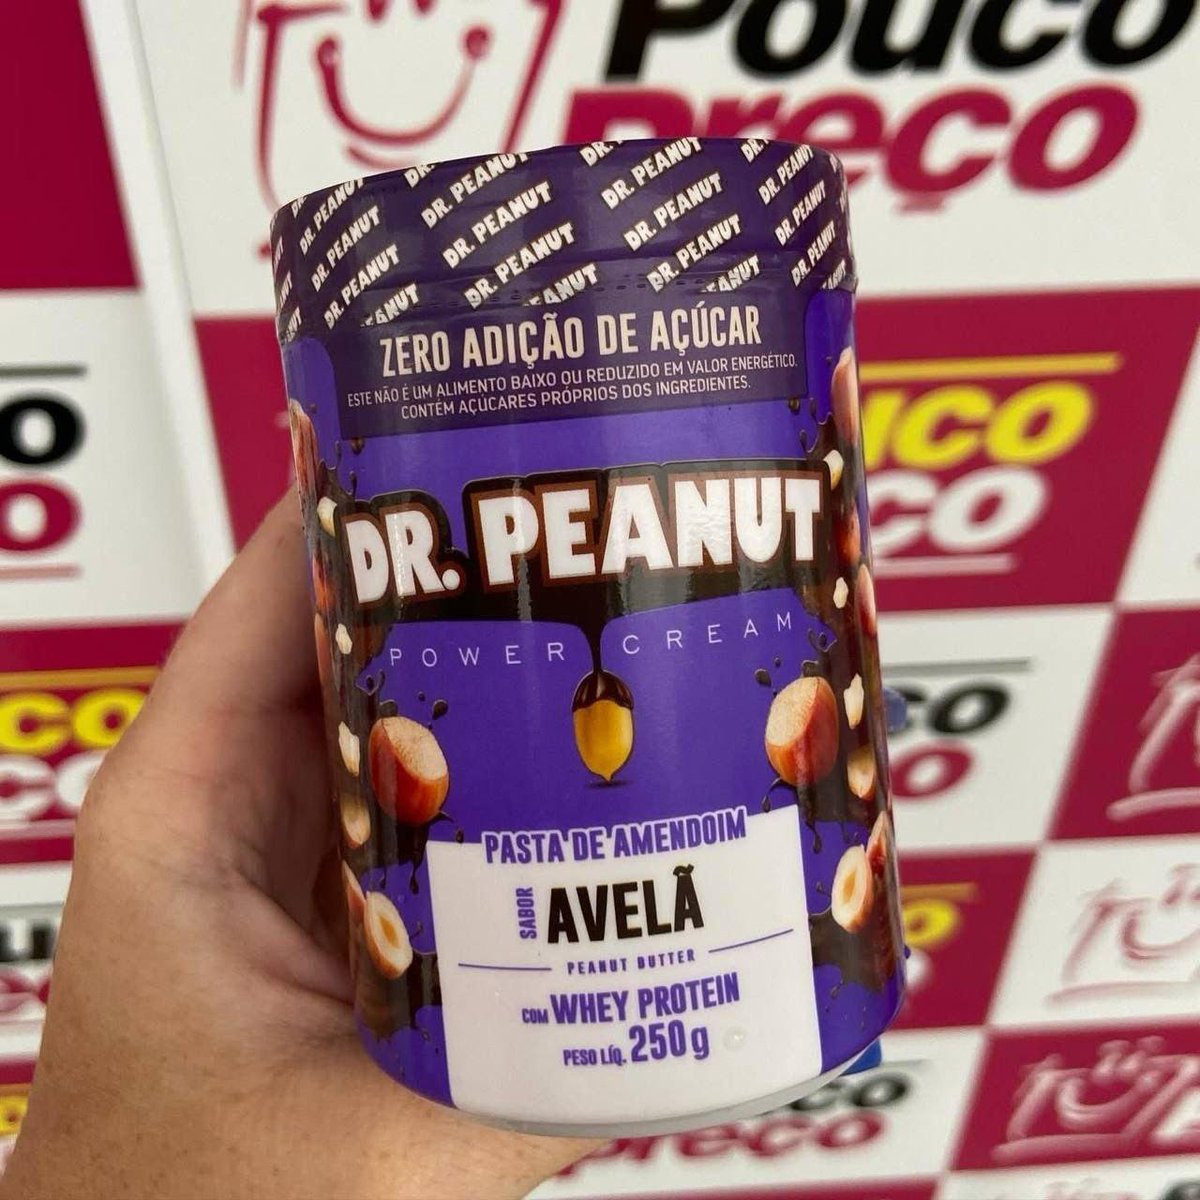 Pouco
Preço
DR. PEANUT
ZERO ADIÇÃO DE AÇÚCAR
ESTE NÃO É UM ALIMENTO BAIXO OU REDUZIDO EM VALOR ENERGÉTICO.
CONTÉM AÇÚCARES PRÓPRIOS DOS INGREDIENTES.
DR. PEANUT
POWER CREAM
PASTA DE AMENDOIM
SABOR
AVELÃ
PEANUT BUTTER
COM WHEY PROTEIN
PESO LÍQ. 250g